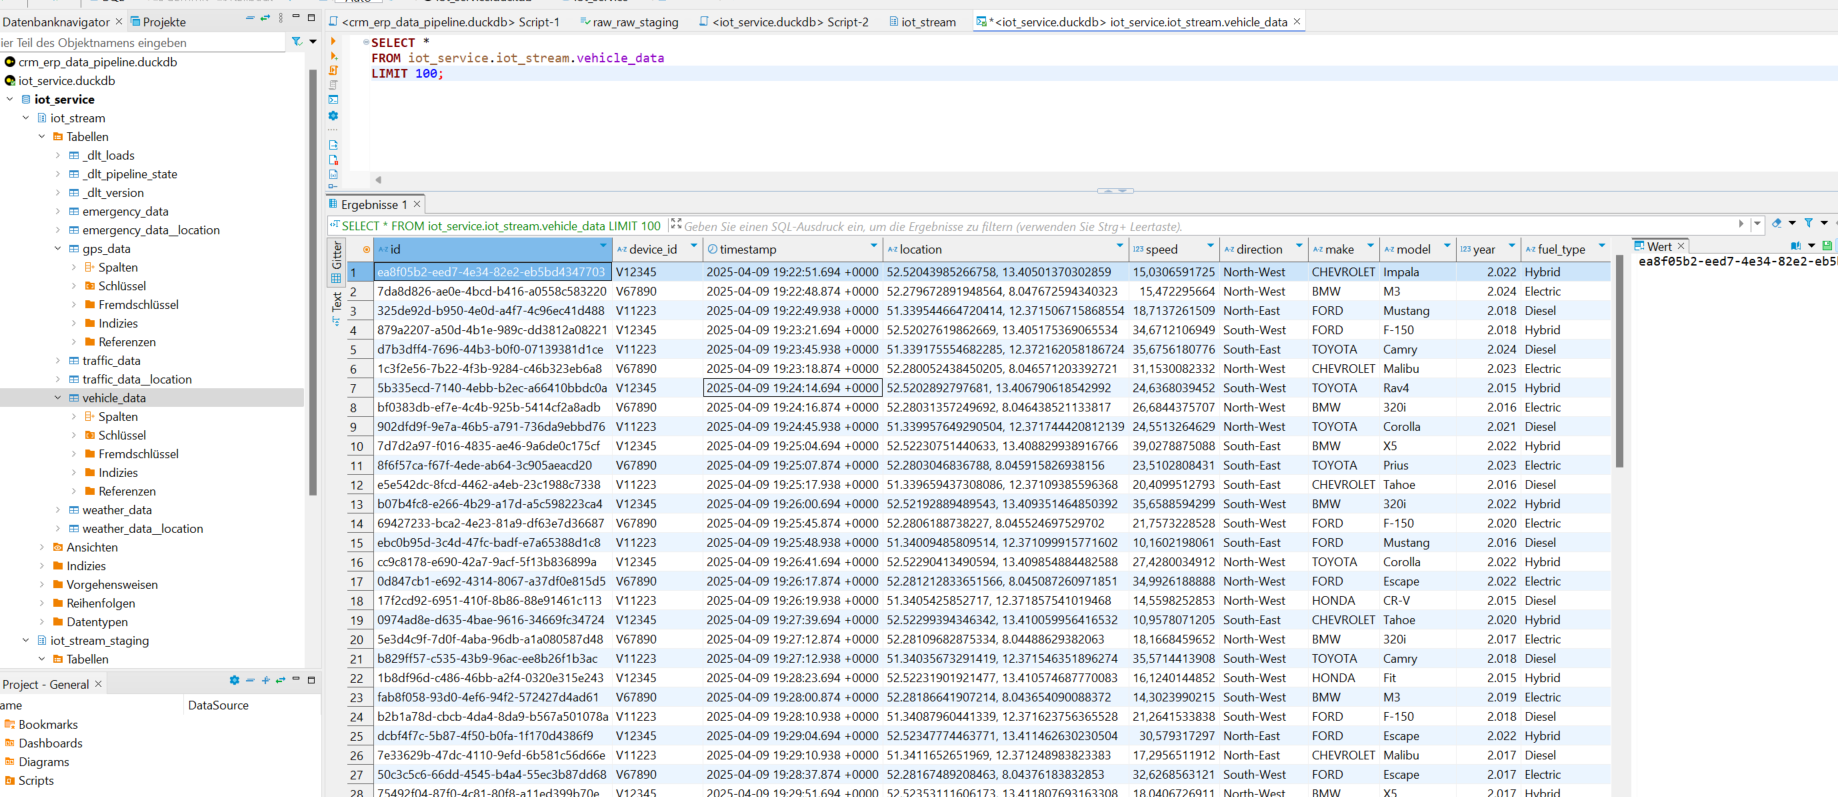 Datenbanknavigator Projekte
ier Teil des Objektnamens eingeben
crm_erp_data_pipeline.duckdb
iot_service.duckdb
iot_service
iot_stream
Tabellen
_dlt_loads
_dlt_pipeline_state
_dlt_version
emergency_data
emergency_data__location
gps_data
Spalten
Schlüssel
Fremdschlüssel
Indizies
Referenzen
traffic_data
traffic_data__location
vehicle_data
Spalten
Schlüssel
Fremdschlüssel
Indizies
Referenzen
weather_data
weather_data__location
Ansichten
Indizies
Vorgehensweisen
Reihenfolgen
Datentypen
iot_stream_staging
Tabellen
Project - General
ame DataSource
Bookmarks
Dashboards
Diagrams
Scripts
<crm_erp_data_pipeline.duckdb> Script-1 raw_raw_staging <iot_service.duckdb> Script-2 iot_stream *<iot_service.duckdb> iot_service.iot_stream.vehicle_data
SELECT *
FROM iot_service.iot_stream.vehicle_data
LIMIT 100;
Ergebnisse 1
SELECT * FROM iot_service.iot_stream.vehicle_data LIMIT 100 Geben Sie einen SQL-Ausdruck ein, um die Ergebnisse zu filtern (verwenden Sie Strg+ Leertaste).
Gitter
Text
A-Z id A-Z device_id timestamp A-Z location 123 speed A-Z direction A-Z make A-Z model 123 year A-Z fuel_type
1 ea8f05b2-eed7-4e34-82e2-eb5bd4347703 V12345 2025-04-09 19:22:51.694 +0000 52.52043985266758, 13.40501370302859 15,0306591725 North-West CHEVROLET Impala 2.022 Hybrid
2 7da8d826-ae0e-4bcd-b416-a0558c583220 V67890 2025-04-09 19:22:48.874 +0000 52.279672891948564, 8.047672594340323 15,472295664 North-West BMW M3 2.024 Electric
3 325de92d-b950-4e0d-a4f7-4c96ec41d488 V11223 2025-04-09 19:22:49.938 +0000 51.339544664720414, 12.371506715868554 18,7137261509 North-East FORD Mustang 2.018 Diesel
4 879a2207-a50d-4b1e-989c-dd3812a08221 V12345 2025-04-09 19:23:21.694 +0000 52.52027619862669, 13.405175369065534 34,6712106949 South-West FORD F-150 2.018 Hybrid
5 d7b3dff4-7696-44b3-b0f0-07139381d1ce V11223 2025-04-09 19:23:45.938 +0000 51.339175554682285, 12.372162058186724 35,6756180776 South-East TOYOTA Camry 2.024 Diesel
6 1c3f2e56-7b22-4f3b-9284-c46b323eb6a8 V67890 2025-04-09 19:23:18.874 +0000 52.280052438450205, 8.046571203392721 31,1530082332 North-West CHEVROLET Malibu 2.023 Electric
7 5b335ecd-7140-4ebb-b2ec-a66410bbdc0a V12345 2025-04-09 19:24:14.694 +0000 52.5202892797681, 13.406790618542992 24,6368039452 South-West TOYOTA Rav4 2.015 Hybrid
8 bf0383db-ef7e-4c4b-925b-5414cf2a8adb V67890 2025-04-09 19:24:16.874 +0000 52.28031357249692, 8.046438521133817 26,6844375707 North-West BMW 320i 2.016 Electric
9 902dfd9f-9e7a-46b5-a791-736da9ebbd76 V11223 2025-04-09 19:24:45.938 +0000 51.339957649290504, 12.371744420812139 24,5513264629 North-West TOYOTA Corolla 2.021 Diesel
10 7d7d2a97-f016-4835-ae46-9a6de0c175cf V12345 2025-04-09 19:25:04.694 +0000 52.52230751440633, 13.408829938916766 39,0278875088 South-East BMW X5 2.022 Hybrid
11 8f6f57ca-f67f-4ede-ab64-3c905aeacd20 V67890 2025-04-09 19:25:07.874 +0000 52.2803046836788, 8.045915826938156 23,5102808431 South-East TOYOTA Prius 2.023 Electric
12 e5e542dc-8fcd-4462-a4eb-23c1988c7338 V11223 2025-04-09 19:25:17.938 +0000 51.339659437308086, 12.37109385596368 20,4099512793 South-East CHEVROLET Tahoe 2.016 Diesel
13 b07b4fc8-e266-4b29-a17d-a5c598223ca4 V12345 2025-04-09 19:26:00.694 +0000 52.52192889489543, 13.409351464850392 35,6588594299 South-West BMW 320i 2.022 Hybrid
14 69427233-bca2-4e23-81a9-df63e7d36687 V67890 2025-04-09 19:25:45.874 +0000 52.2806188738227, 8.045524697529702 21,7573228528 North-West FORD F-150 2.020 Electric
15 ebc0b95d-3c4d-47fc-badf-e7a65388d1c8 V11223 2025-04-09 19:25:48.938 +0000 51.34009485809514, 12.371099915771602 10,1602198061 South-East FORD Mustang 2.016 Diesel
16 cc9c8178-e690-42a7-9acf-5f13b836899a V12345 2025-04-09 19:26:41.694 +0000 52.52290413490594, 13.409854884482588 27,4280034912 North-West TOYOTA Corolla 2.022 Hybrid
17 0d847cb1-e692-4314-8067-a37df0e815d5 V67890 2025-04-09 19:26:17.874 +0000 52.281212833651566, 8.045087260971851 34,9926188888 North-West FORD Escape 2.022 Electric
18 17f2cd92-6951-410f-8b86-88e91461c113 V11223 2025-04-09 19:26:19.938 +0000 51.3405425852717, 12.371857541019468 14,5598252853 North-West HONDA CR-V 2.015 Diesel
19 0974ad8e-d635-4bae-9616-34669fc34724 V12345 2025-04-09 19:27:39.694 +0000 52.52299394346342, 13.410059956416532 10,9578071205 South-East CHEVROLET Tahoe 2.020 Hybrid
20 5e3d4c9f-7d0f-4aba-96db-a1a080587d48 V67890 2025-04-09 19:27:12.874 +0000 52.28109682875334, 8.04488629382063 18,1668459652 North-West BMW 320i 2.017 Electric
21 b829ff57-c535-43b9-96ac-ee8b26f1b3ac V11223 2025-04-09 19:27:12.938 +0000 51.34035673291419, 12.371546351896274 35,5714413908 South-West TOYOTA Camry 2.018 Diesel
22 1b8df96d-c486-46bb-a2f4-0320e315e243 V12345 2025-04-09 19:28:23.694 +0000 52.52231901921477, 13.410574687770083 16,1240144852 South-West HONDA Fit 2.015 Hybrid
23 fab8f058-93d0-4ef6-94f2-572427d4ad61 V67890 2025-04-09 19:28:00.874 +0000 52.28186641907214, 8.043654090088372 14,3023990215 South-West BMW M3 2.019 Electric
24 b2b1a78d-cbcb-4da4-8da9-b567a501078a V11223 2025-04-09 19:28:10.938 +0000 51.34087960441339, 12.371623756365528 21,2641533838 North-West FORD F-150 2.018 Diesel
25 dcbf4f7c-5b87-4f50-b0fa-1f170d4386f9 V12345 2025-04-09 19:29:04.694 +0000 52.52347774463771, 13.411462630230504 30,579317297 North-East FORD Escape 2.022 Hybrid
26 7e33629b-47dc-4110-9efd-6b581c56d66e V11223 2025-04-09 19:29:10.938 +0000 51.3411652651969, 12.371248983823383 17,2956511912 North-East CHEVROLET Malibu 2.017 Diesel
27 50c3c5c6-66dd-4545-b4a4-55ec3b87dd68 V67890 2025-04-09 19:28:37.874 +0000 52.28167489208463, 8.04376183832853 32,6268563121 South-West FORD Escape 2.017 Electric
28 75492f04-87f0-4c81-80f8-a11ed399b70e V12345 2025-04-09 19:29:51.694 +0000 52.52353111606173, 13.411807693163308 18,0406726911 North-West BMW X5 2.017 Hybrid
Wert
ea8f05b2-eed7-4e34-82e2-eb5b